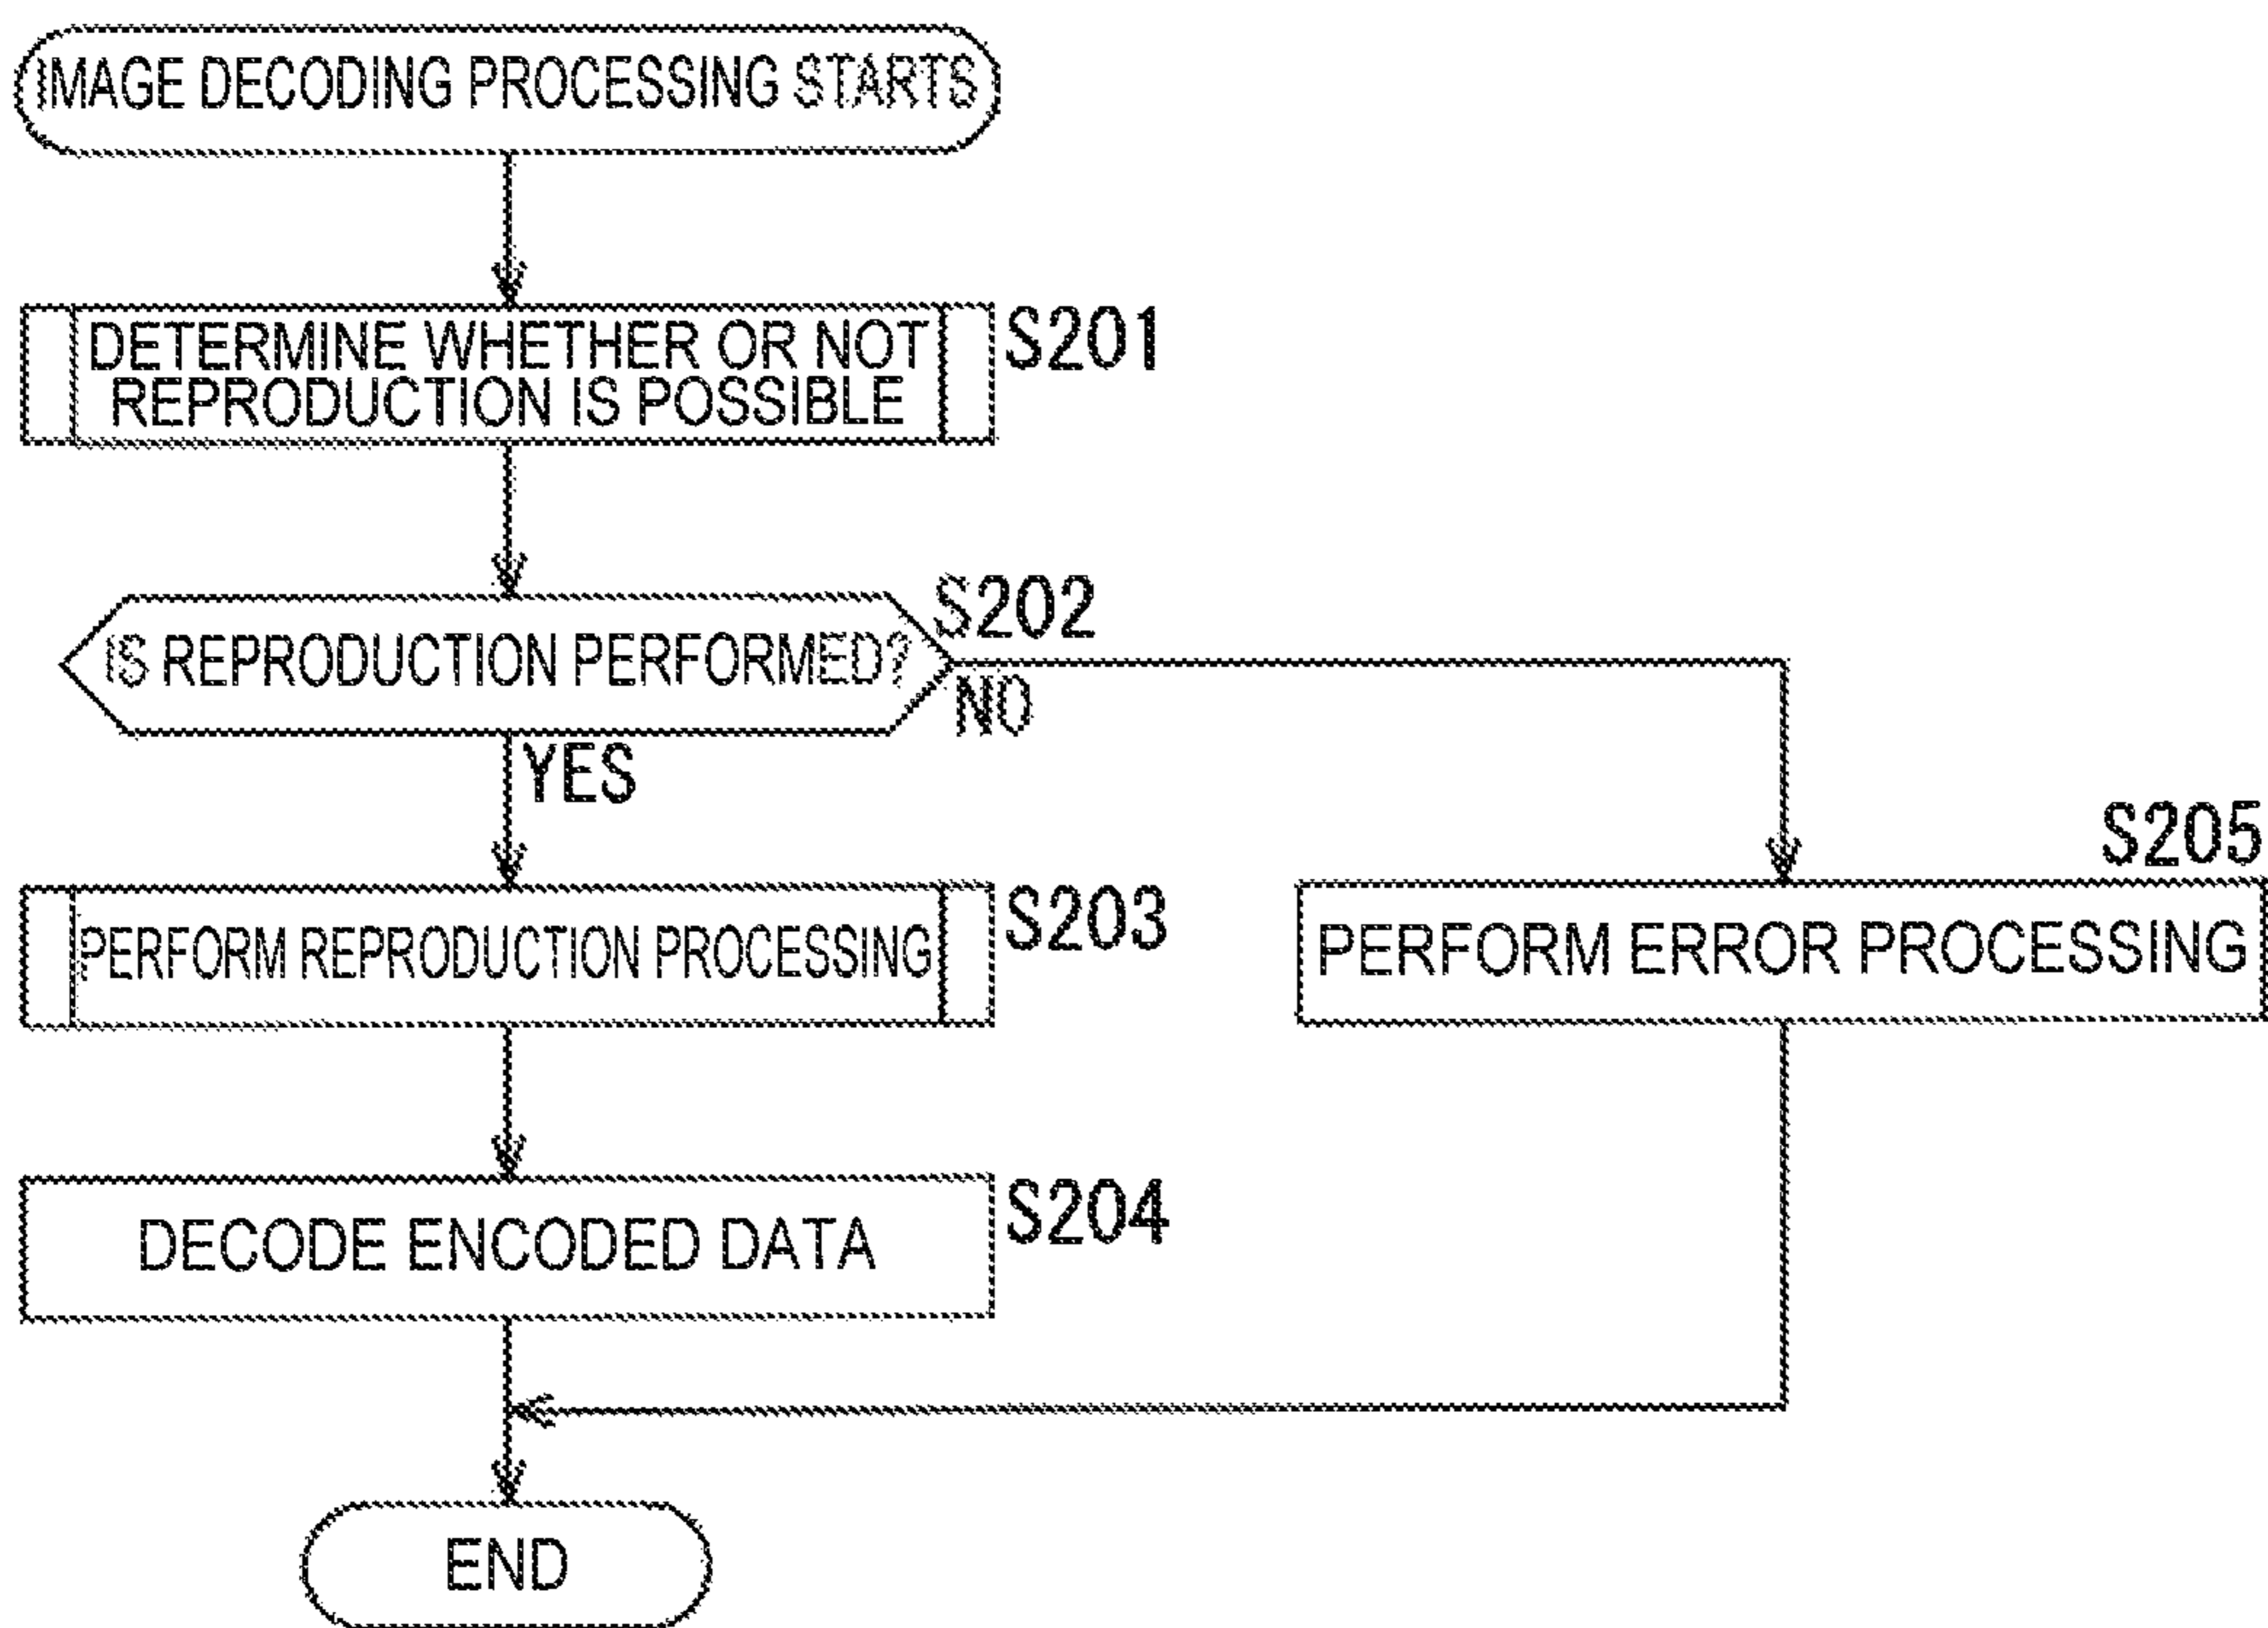 IMAGE DECODING PROCESSING STARTS
DETERMINE WHETHER OR NOT
REPRODUCTION IS POSSIBLE
S201
IS REPRODUCTION PERFORMED?
S202
NO
YES
PERFORM REPRODUCTION PROCESSING
S203
S205
PERFORM ERROR PROCESSING
DECODE ENCODED DATA
S204
END